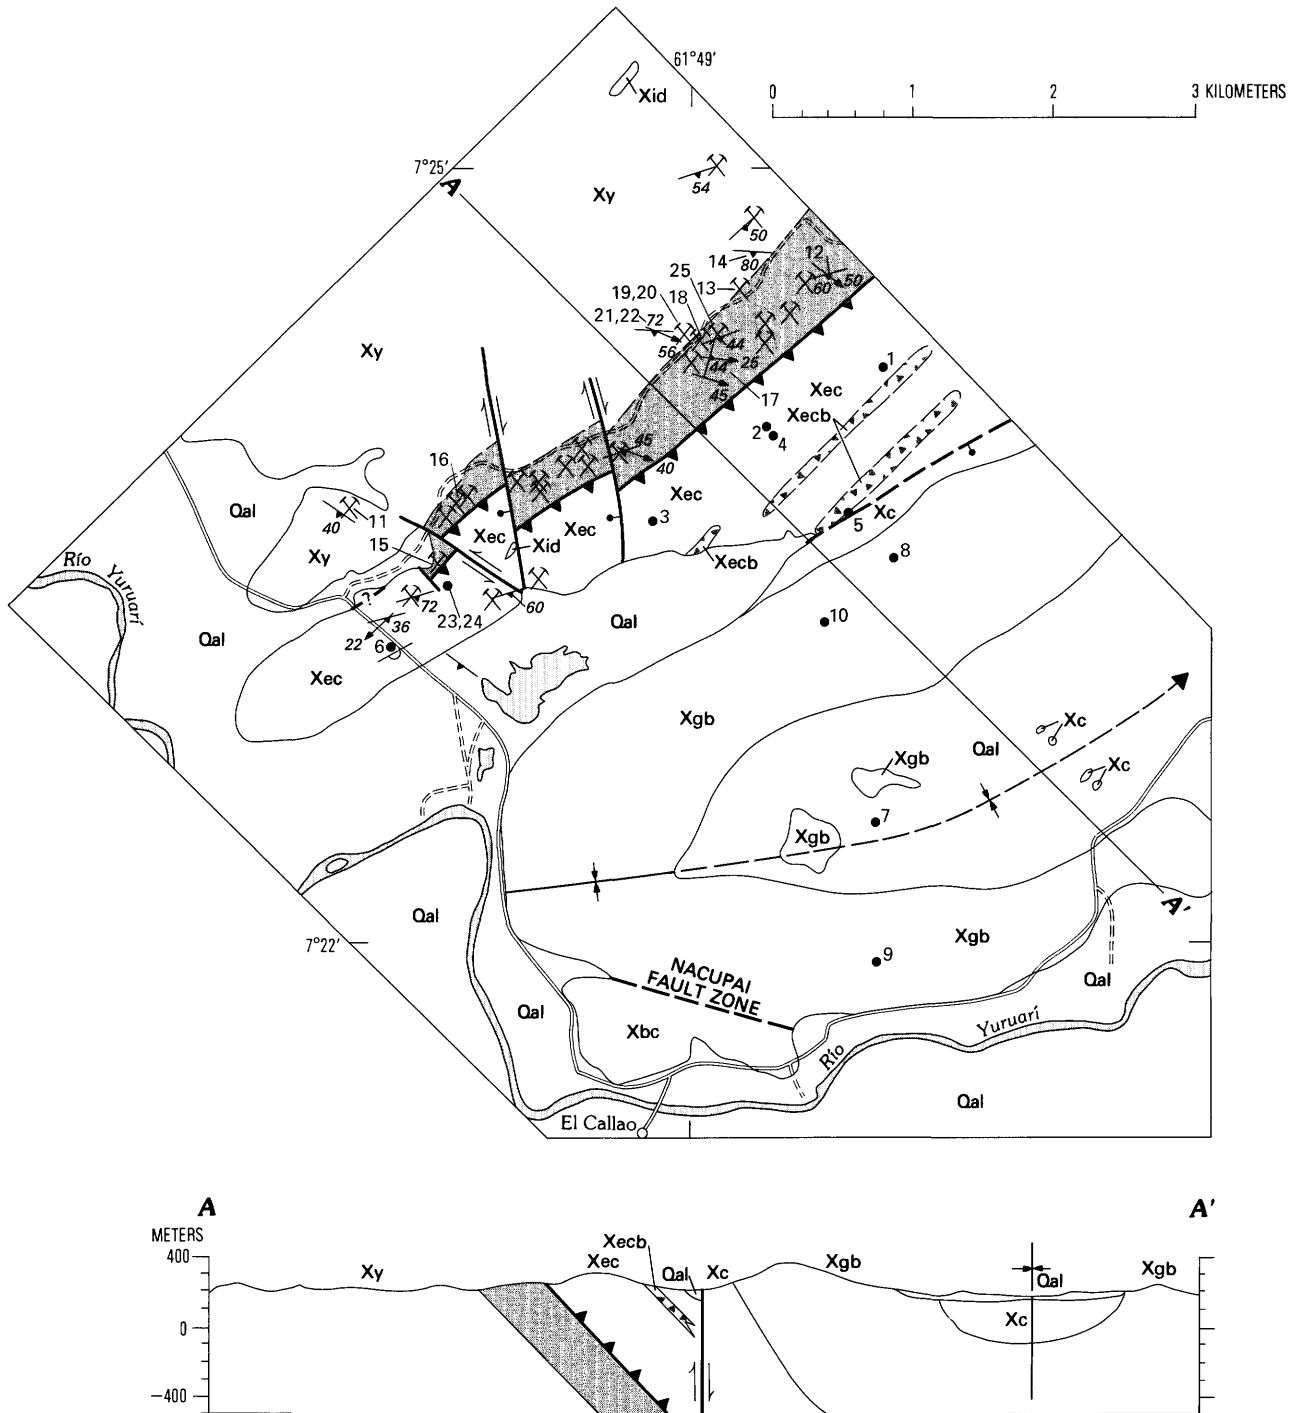 61°49'
0 1 2 3 KILOMETERS
Xid
7°25'
A
Xy
54
50
14
80
12
25
13
60
50
19,20
18
21,22
72
44
56
44
25
45
17
Xy
1
Xec
Xecb
2
4
16
45
40
Xec
Qal
40
11
Xec
Xec
3
Xc
5
Xid
Xy
15
Xecb
8
Río
Yuruarí
?
72
23,24
60
Qal
10
Qal
36
22
6
Xec
Xgb
Xc
Qal
Xgb
Xc
7
Xgb
A'
Qal
7°22'
Xgb
9
NACUPAI
FAULT ZONE
Qal
Qal
Xbc
Yuruarí
Río
Qal
El Callao
A
A'
METERS
Xecb
400
Xy
Xec
Qal
Xc
Xgb
Qal
Xgb
0
Xc
−400